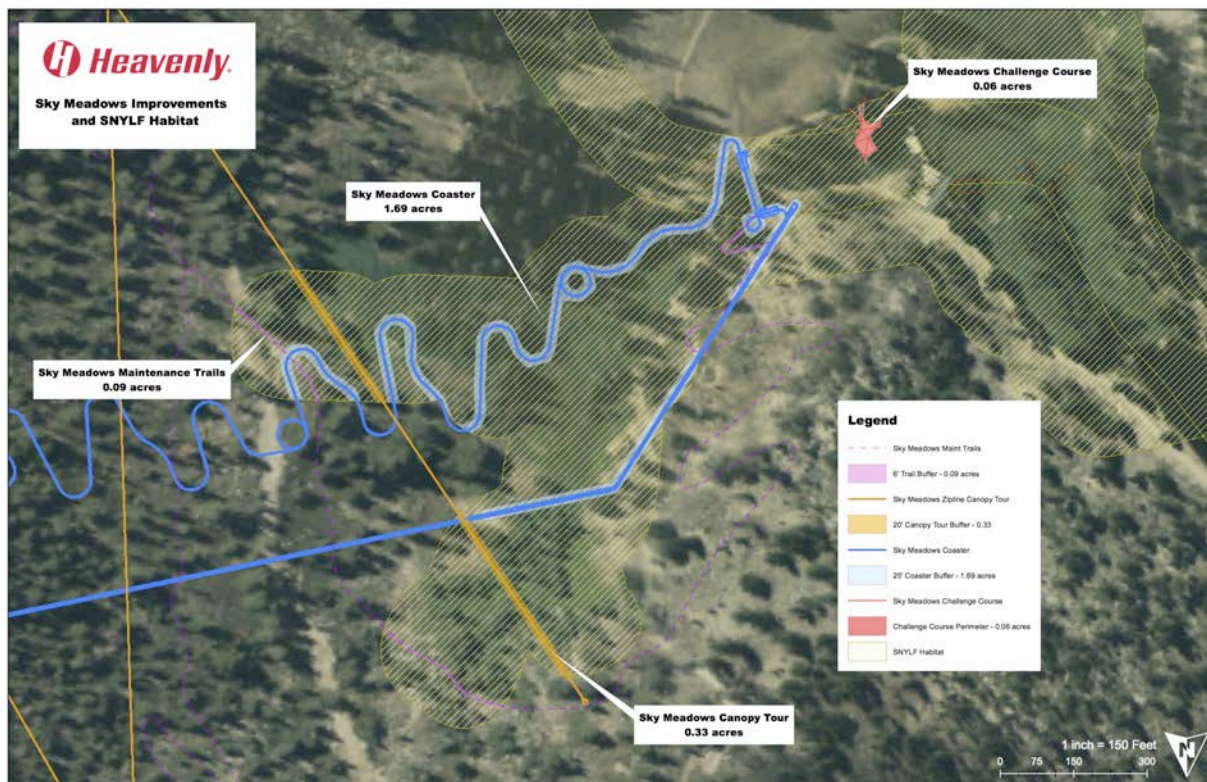 Heavenly.
Sky Meadows Improvements
and SNYLF Habitat
Sky Meadows Challenge Course
0.06 acres
Sky Meadows Coaster
1.69 acres
Sky Meadows Maintenance Trails
0.09 acres
Legend
Sky Meadows Maint Trails
6' Trail Buffer - 0.09 acres
Sky Meadows Zipline Canopy Tour
20' Canopy Tour Buffer - 0.33
Sky Meadows Coaster
25' Coaster Buffer - 1.69 acres
Sky Meadows Challenge Course
Challenge Course Perimeter - 0.06 acres
SNYLF Habitat
Sky Meadows Canopy Tour
0.33 acres
1 inch = 150 Feet
0 75 150 300
N